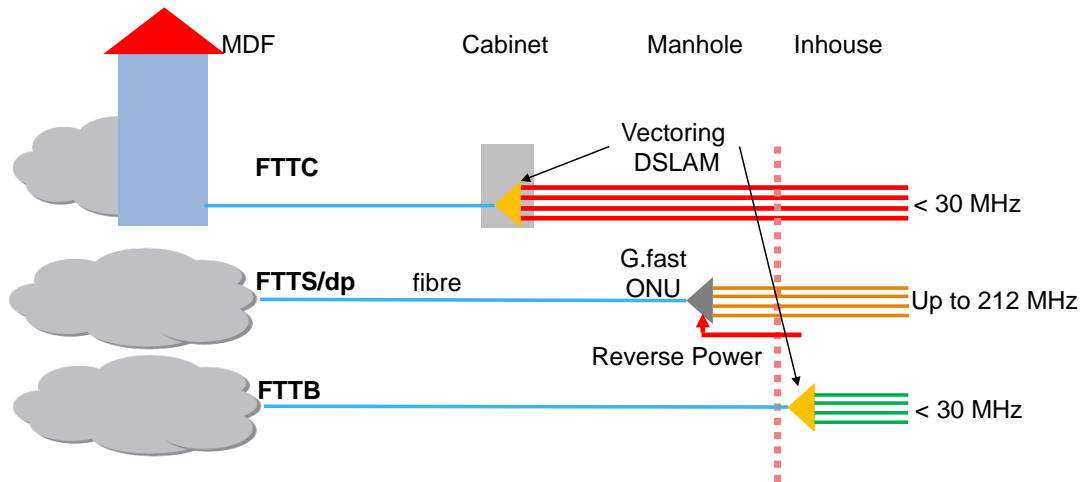 MDF
Cabinet
Manhole
Inhouse
Vectoring
DSLAM
FTTC
< 30 MHz
G.fast
ONU
FTTS/dp
fibre
Up to 212 MHz
Reverse Power
FTTB
< 30 MHz